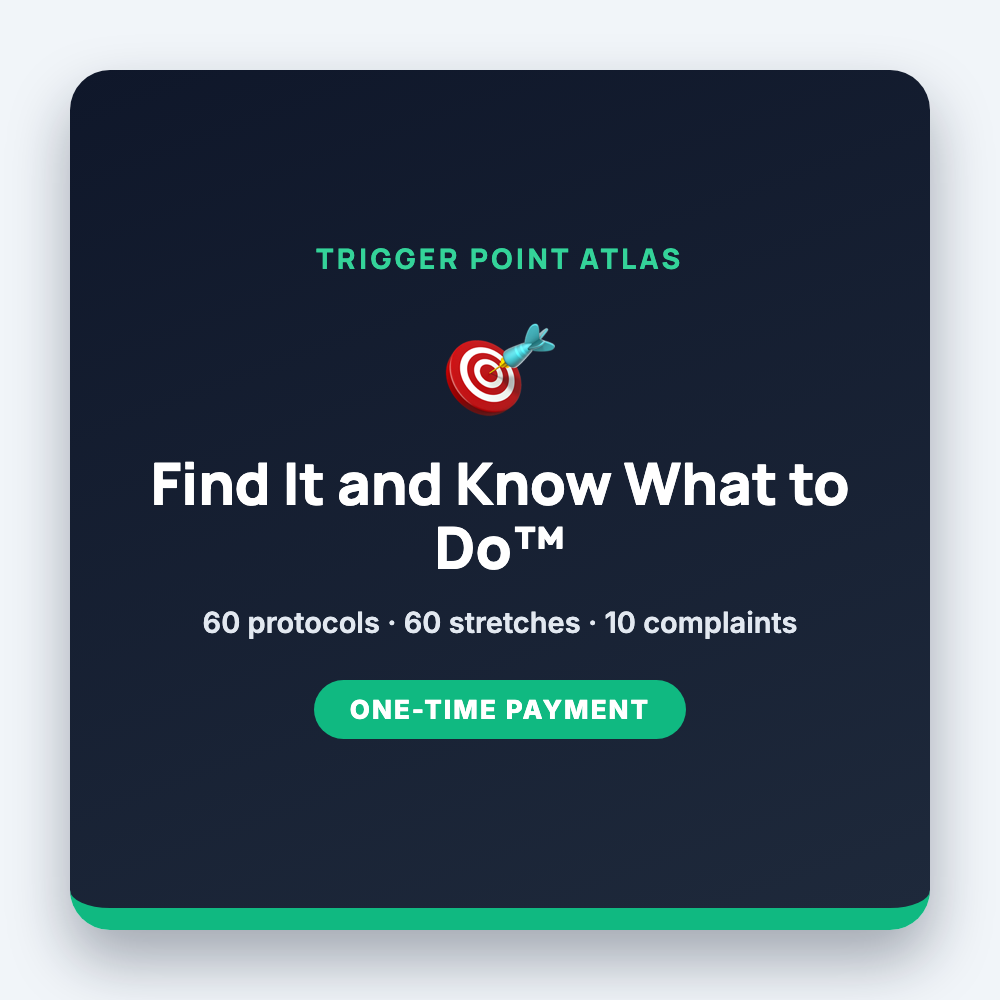 TRIGGER POINT ATLAS
Find It and Know What to
Do™
60 protocols · 60 stretches · 10 complaints
ONE-TIME PAYMENT